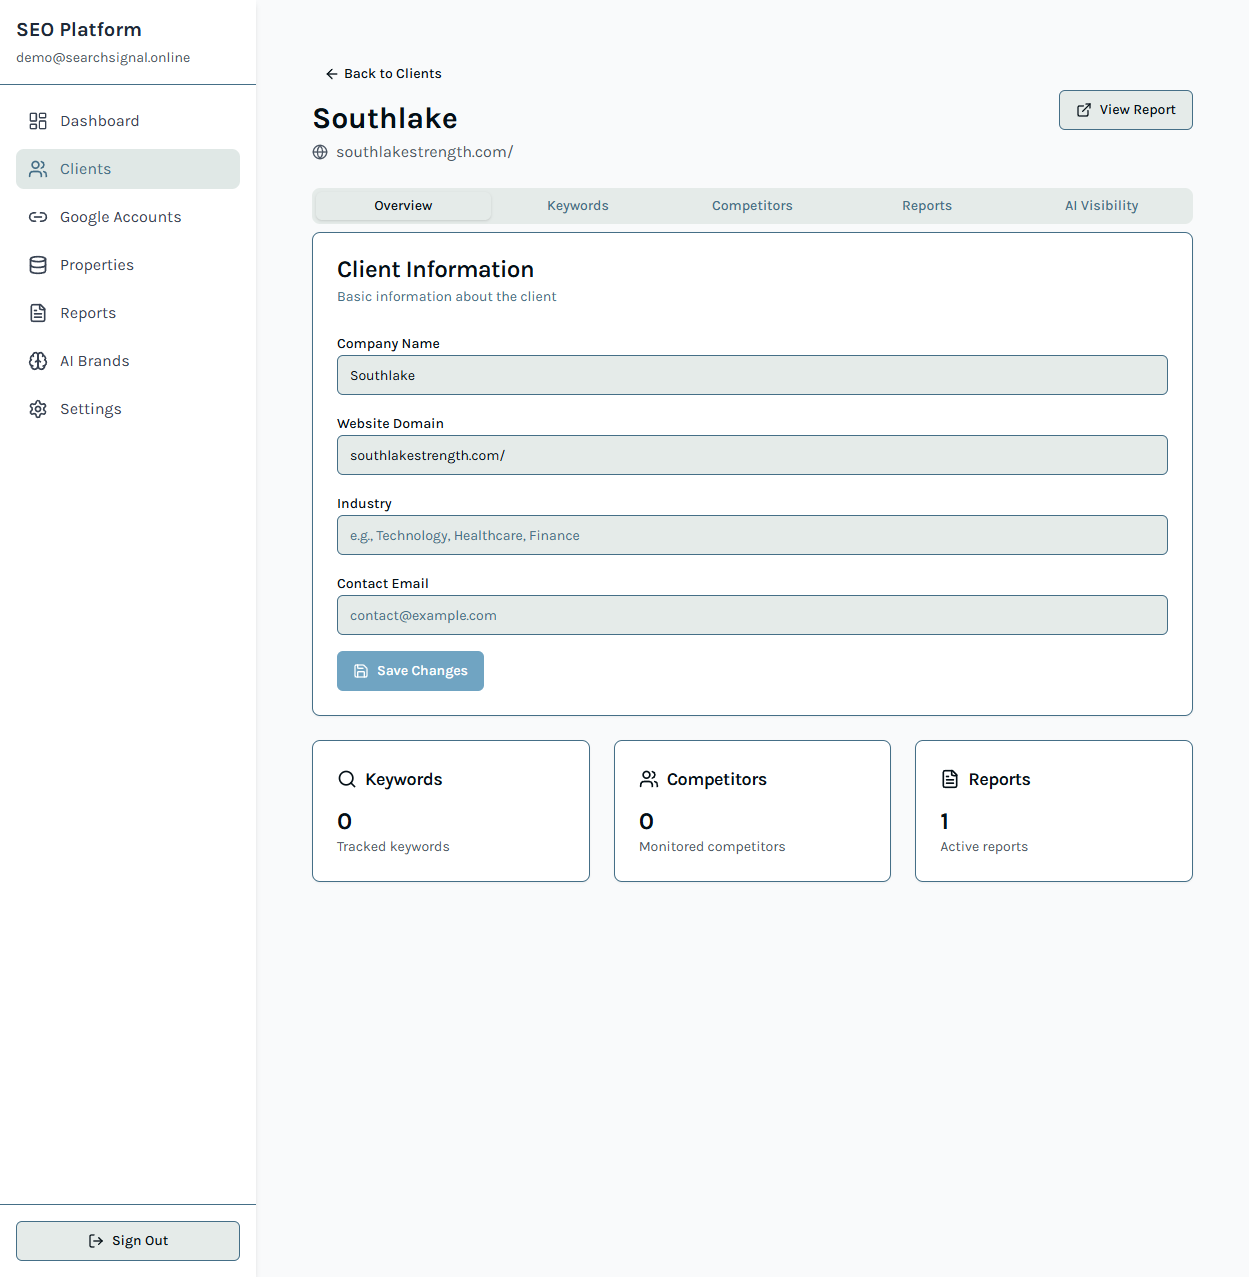 SEO Platform
demo@searchsignal.online
Dashboard
Clients
Google Accounts
Properties
Reports
AI Brands
Settings
Sign Out
Back to Clients
Southlake
southlakestrength.com/
View Report
Overview
Keywords
Competitors
Reports
AI Visibility
Client Information
Basic information about the client
Company Name
Southlake
Website Domain
southlakestrength.com/
Industry
e.g., Technology, Healthcare, Finance
Contact Email
contact@example.com
Save Changes
Keywords
0
Tracked keywords
Competitors
0
Monitored competitors
Reports
1
Active reports